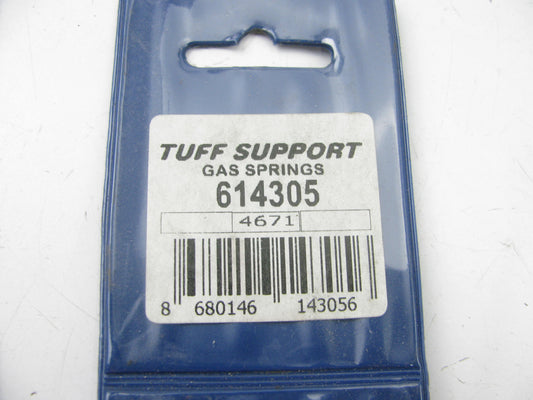 TUFF SUPPORT
GAS SPRINGS
614305
4671
8 680146 143056